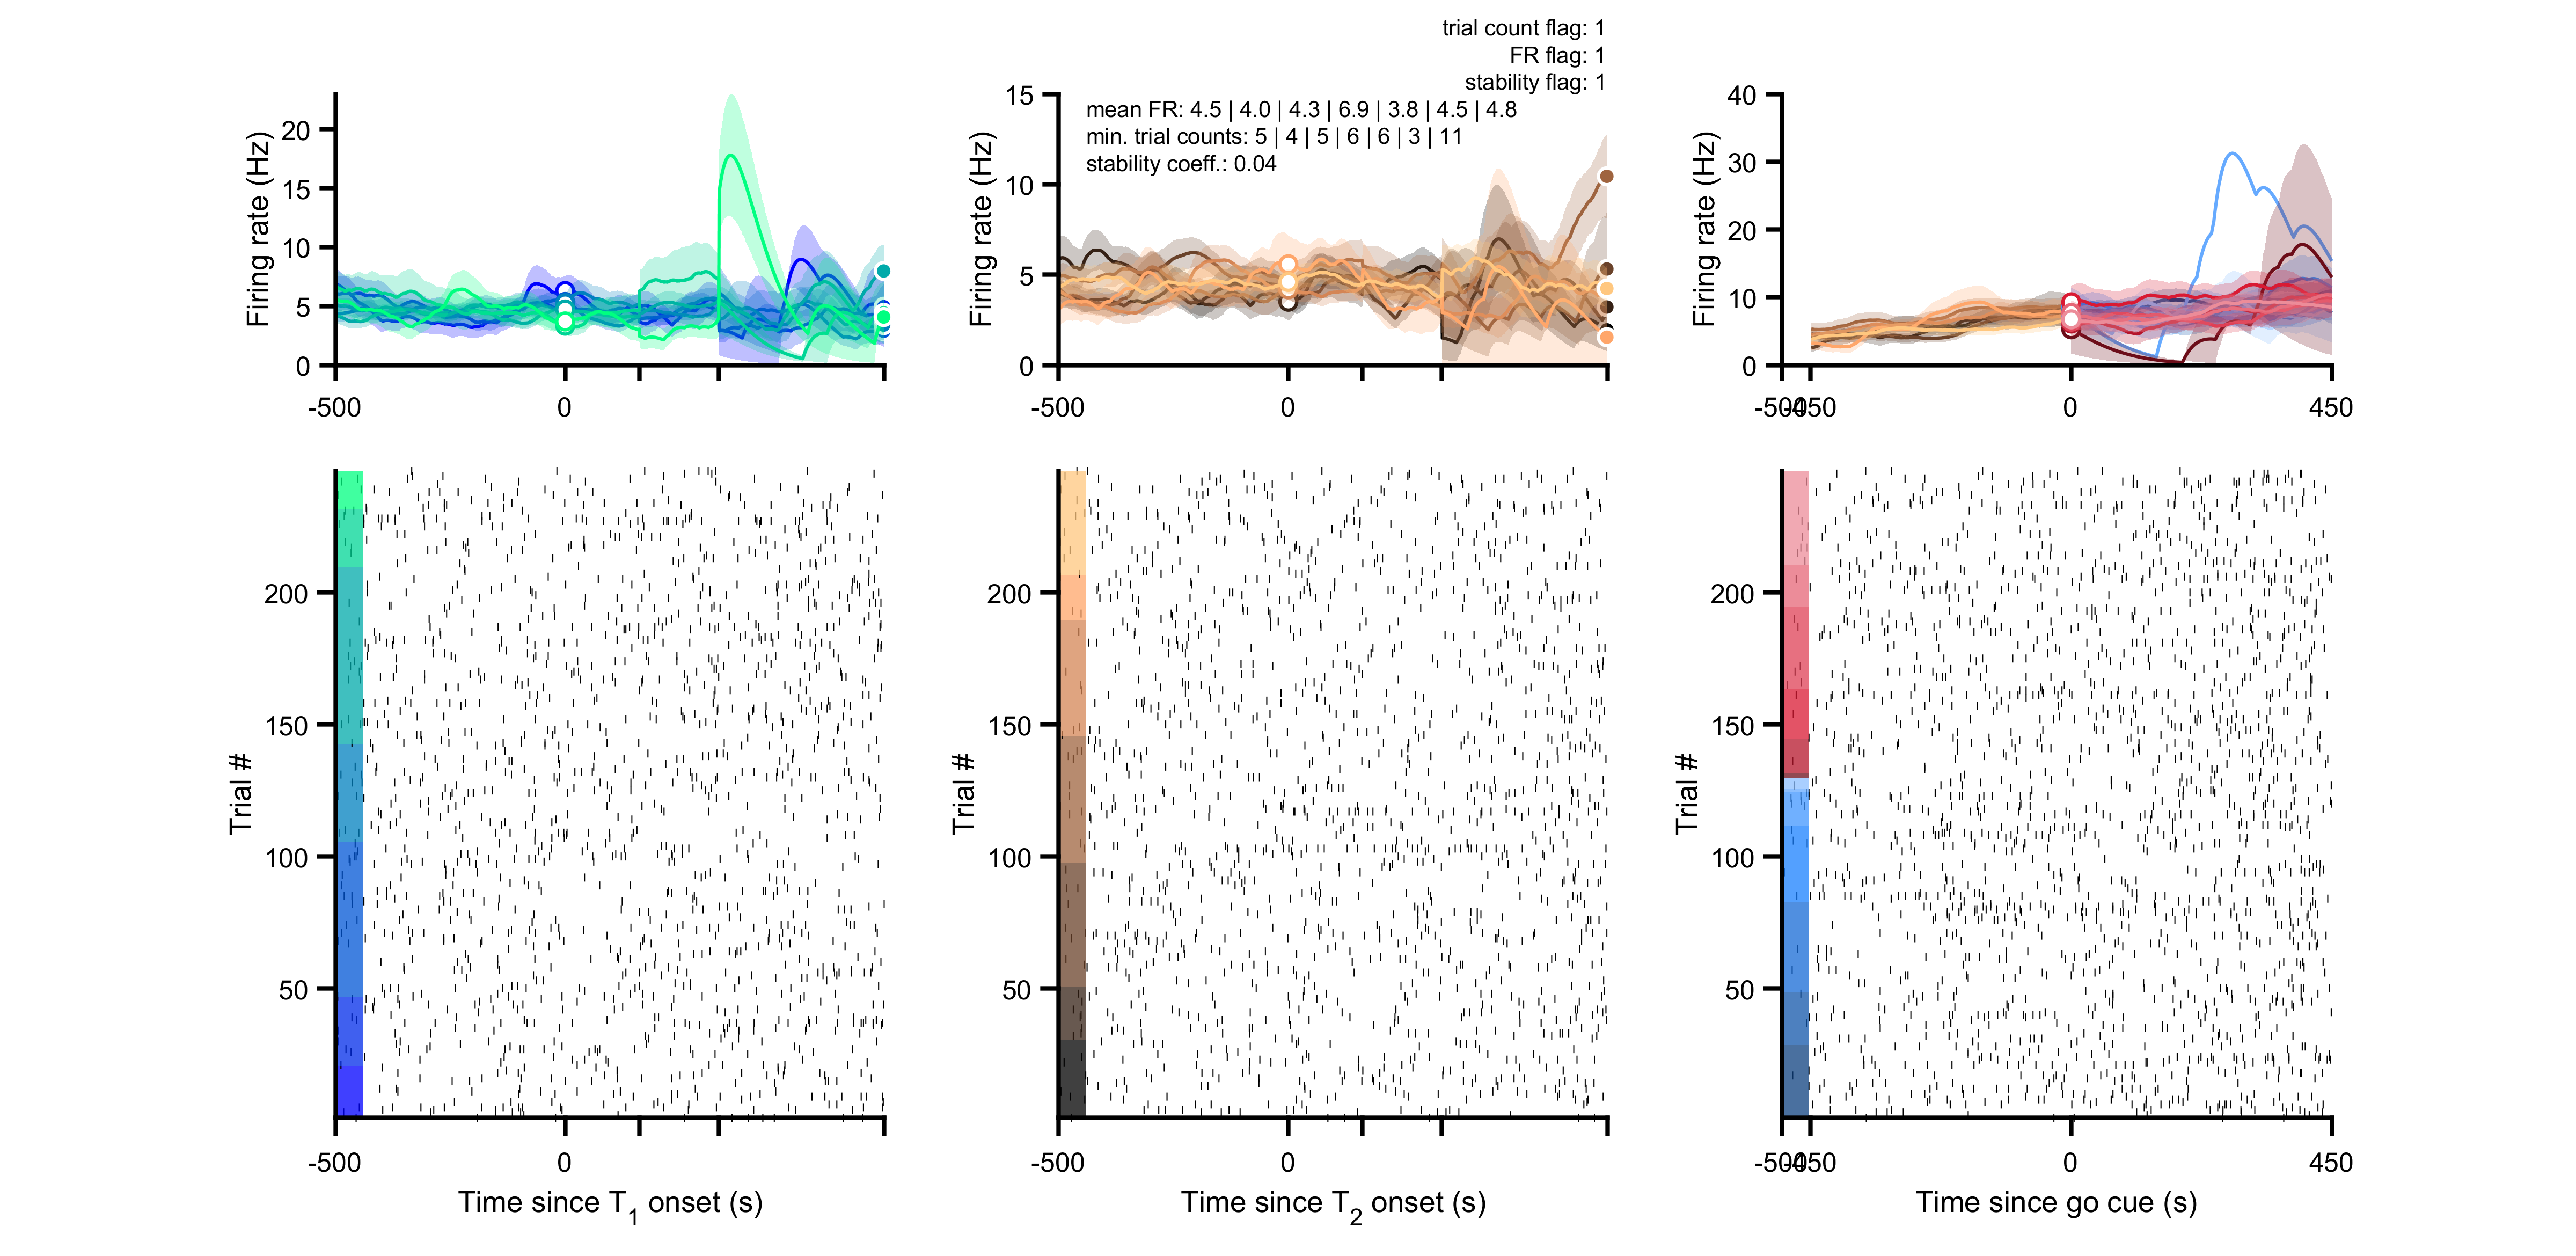 trial count flag: 1
FR flag: 1
stability flag: 1
mean FR: 4.5 | 4.0 | 4.3 | 6.9 | 3.8 | 4.5 | 4.8
min. trial counts: 5 | 4 | 5 | 6 | 6 | 3 | 11
stability coeff.: 0.04
Firing rate (Hz)
20
15
10
5
0
-500
0
Firing rate (Hz)
15
10
5
0
-500
0
Firing rate (Hz)
40
30
20
10
0
-500
-450
0
450
Trial #
200
150
100
50
-500
0
Time since T1 onset (s)
Trial #
200
150
100
50
-500
0
Time since T2 onset (s)
Trial #
200
150
100
50
-500
-450
0
450
Time since go cue (s)